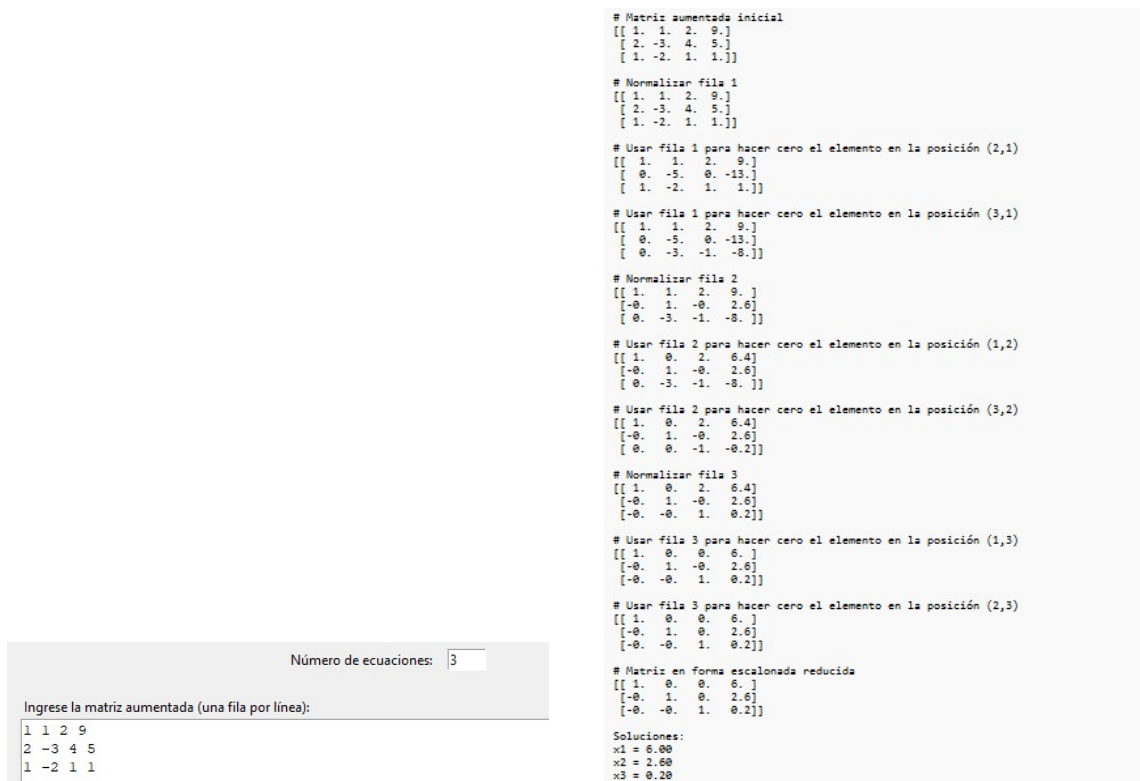 Número de ecuaciones: 3
Ingrese la matriz aumentada (una fila por línea):
1 1 2 9
2 -3 4 5
1 -2 1 1
# Matriz aumentada inicial
[[ 1. 1. 2. 9.]
[ 2. -3. 4. 5.]
[ 1. -2. 1. 1.]]
# Normalizar fila 1
[[ 1. 1. 2. 9.]
[ 2. -3. 4. 5.]
[ 1. -2. 1. 1.]]
# Usar fila 1 para hacer cero el elemento en la posición (2,1)
[[ 1. 1. 2. 9.]
[ 0. -5. 0. -13.]
[ 1. -2. 1. 1.]]
# Usar fila 1 para hacer cero el elemento en la posición (3,1)
[[ 1. 1. 2. 9.]
[ 0. -5. 0. -13.]
[ 0. -3. -1. -8.]]
# Normalizar fila 2
[[ 1. 1. 2. 9. ]
[-0. 1. -0. 2.6]
[ 0. -3. -1. -8. ]]
# Usar fila 2 para hacer cero el elemento en la posición (1,2)
[[ 1. 0. 2. 6.4]
[-0. 1. -0. 2.6]
[ 0. -3. -1. -8. ]]
# Usar fila 2 para hacer cero el elemento en la posición (3,2)
[[ 1. 0. 2. 6.4]
[-0. 1. -0. 2.6]
[ 0. 0. -1. -0.2]]
# Normalizar fila 3
[[ 1. 0. 2. 6.4]
[-0. 1. -0. 2.6]
[-0. -0. 1. 0.2]]
# Usar fila 3 para hacer cero el elemento en la posición (1,3)
[[ 1. 0. 0. 6. ]
[-0. 1. -0. 2.6]
[-0. -0. 1. 0.2]]
# Usar fila 3 para hacer cero el elemento en la posición (2,3)
[[ 1. 0. 0. 6. ]
[-0. 1. 0. 2.6]
[-0. -0. 1. 0.2]]
# Matriz en forma escalonada reducida
[[ 1. 0. 0. 6. ]
[-0. 1. 0. 2.6]
[-0. -0. 1. 0.2]]
Soluciones:
x1 = 6.00
x2 = 2.60
x3 = 0.20